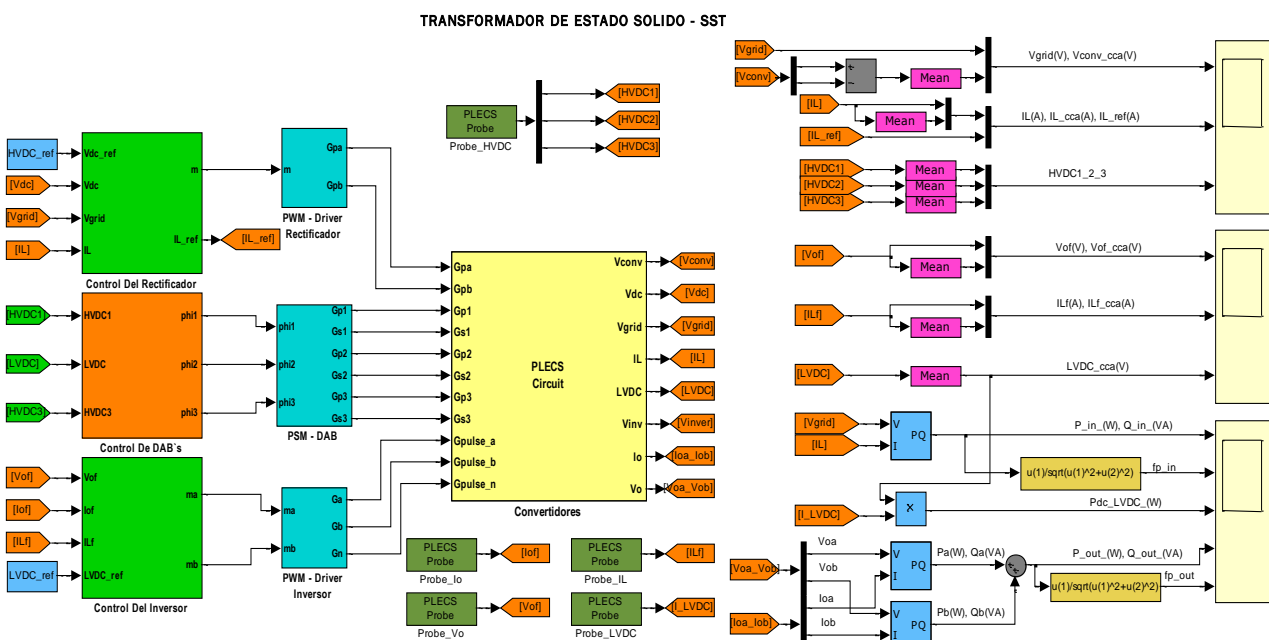 TRANSFORMADOR DE ESTADO SOLIDO - SST
HVDC_ref
[Vdc]
[Vgrid]
[IL]
Vdc_ref
Vdc
Vgrid
IL
m
IL_ref
Control Del Rectificador
[IL_ref]
m
Gpa
Gpb
PWM - Driver
Rectificador
[HVDC1]
[LVDC]
[HVDC3]
HVDC1
LVDC
HVDC3
phi1
phi2
phi3
Control De DAB`s
phi1
phi2
phi3
Gp1
Gs1
Gp2
Gs2
Gp3
Gs3
PSM - DAB
[Vof]
[Iof]
[ILf]
LVDC_ref
Vof
Iof
ILf
LVDC_ref
ma
mb
Control Del Inversor
ma
mb
Ga
Gb
Gn
PWM - Driver
Inversor
PLECS
Probe
Probe_HVDC
[HVDC1]
[HVDC2]
[HVDC3]
Gpa
Gpb
Gp1
Gs1
Gp2
Gs2
Gp3
Gs3
Gpulse_a
Gpulse_b
Gpulse_n
PLECS
Circuit
Vconv
Vdc
Vgrid
IL
LVDC
Vinv
Io
Vo
Convertidores
[Vconv]
[Vdc]
[Vgrid]
[IL]
[LVDC]
[Vinver]
[Ioa_Iob]
[Voa_Vob]
PLECS
Probe
Probe_Io
[Iof]
PLECS
Probe
Probe_IL
[ILf]
PLECS
Probe
Probe_Vo
[Vof]
PLECS
Probe
Probe_LVDC
[I_LVDC]
[Vgrid]
[Vconv]
Mean
Vgrid(V), Vconv_cca(V)
[IL]
Mean
[IL_ref]
IL(A), IL_cca(A), IL_ref(A)
[HVDC1]
[HVDC2]
[HVDC3]
Mean
Mean
Mean
HVDC1_2_3
[Vof]
Mean
Vof(V), Vof_cca(V)
[ILf]
Mean
ILf(A), ILf_cca(A)
[LVDC]
Mean
LVDC_cca(V)
[Vgrid]
[IL]
V
I
PQ
P_in_(W), Q_in_(VA)
u(1)/sqrt(u(1)^2+u(2)^2)
fp_in
[I_LVDC]
X
Pdc_LVDC_(W)
[Voa_Vob]
[Ioa_Iob]
Voa
Vob
Ioa
Iob
V
I
PQ
Pa(W), Qa(VA)
V
I
PQ
Pb(W), Qb(VA)
P_out_(W), Q_out_(VA)
u(1)/sqrt(u(1)^2+u(2)^2)
fp_out